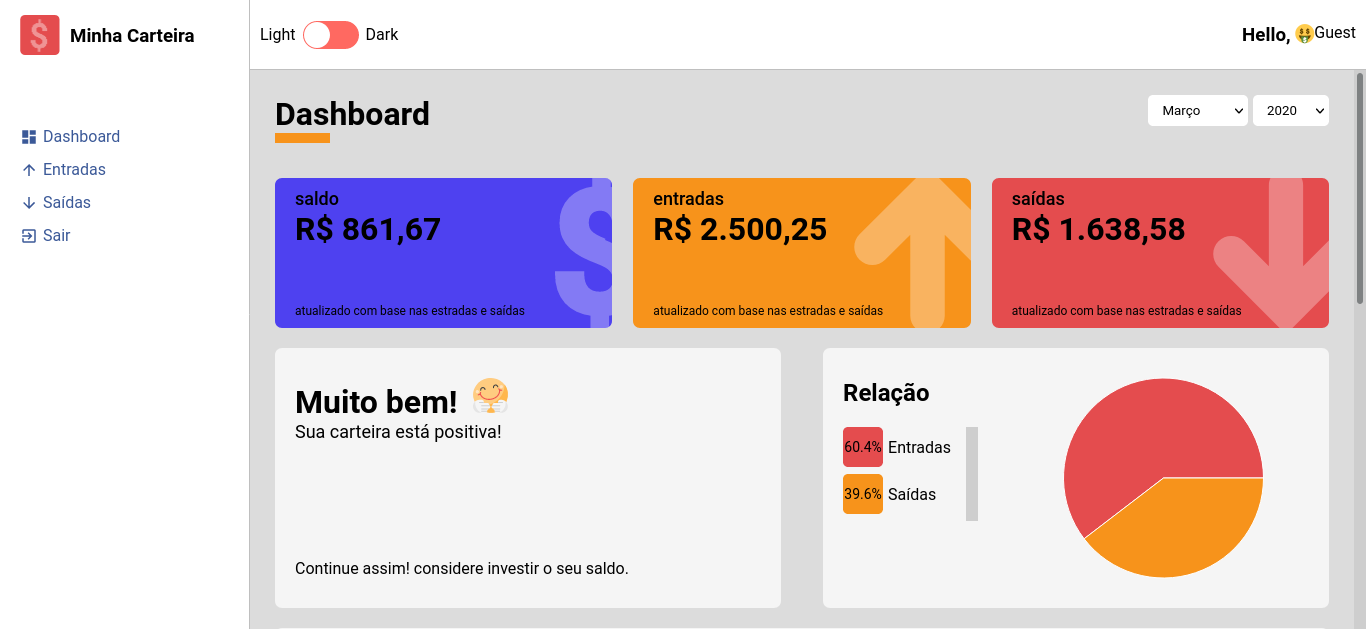 Minha Carteira
Light Dark
Hello, 🤑Guest
Dashboard
Entradas
Saídas
Sair
Dashboard
Março 2020
saldo
R$ 861,67
atualizado com base nas estradas e saídas
entradas
R$ 2.500,25
atualizado com base nas estradas e saídas
saídas
R$ 1.638,58
atualizado com base nas estradas e saídas
Muito bem!
Sua carteira está positiva!
Continue assim! considere investir o seu saldo.
Relação
60.4% Entradas
39.6% Saídas